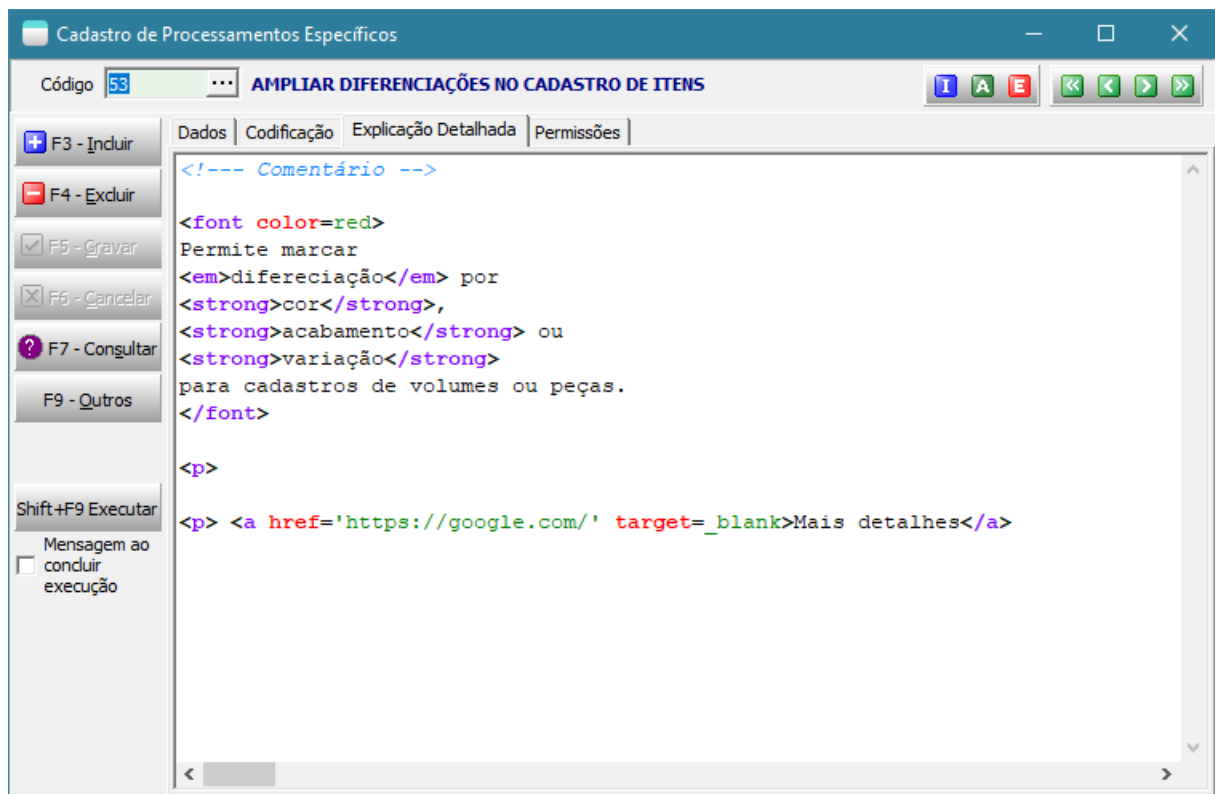 Cadastro de Processamentos Específicos
Código 53 ... AMPLIAR DIFERENCIAÇÕES NO CADASTRO DE ITENS I A E
F3 - Incluir
F4 - Excluir
F5 - Gravar
F6 - Cancelar
? F7 - Consultar
F9 - Outros
Shift+F9 Executar
Mensagem ao
concluir
execução
Dados Codificação Explicação Detalhada Permissões
<!--- Comentário -->
<font color=red>
Permite marcar
<em>difereciação</em> por
<strong>cor</strong>,
<strong>acabamento</strong> ou
<strong>variação</strong>
para cadastros de volumes ou peças.
</font>
<p>
<p> <a href='https://google.com/' target=_blank>Mais detalhes</a>